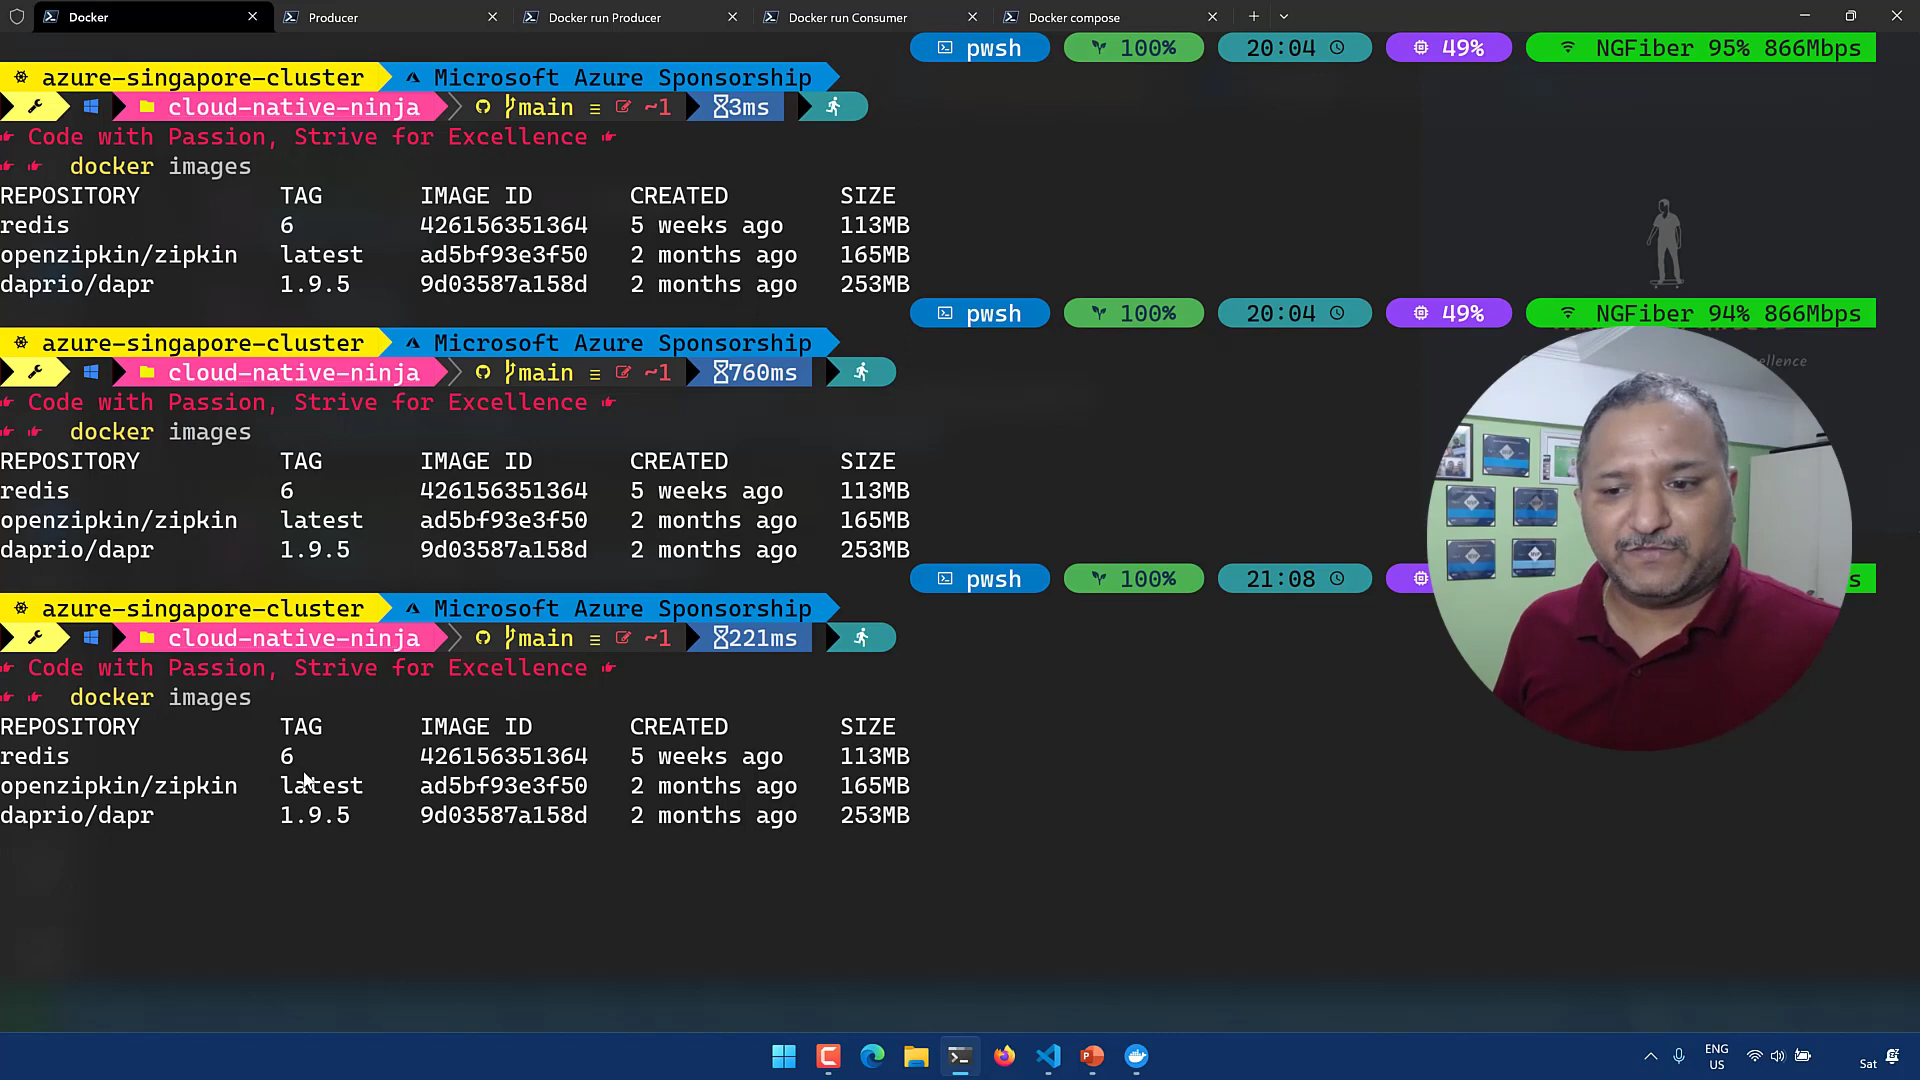 Docker Producer Docker run Producer Docker run Consumer Docker compose
pwsh 100% 20:04 49% NGFiber 95% 866Mbps
azure-singapore-cluster Microsoft Azure Sponsorship
cloud-native-ninja main ≡ ~1 3ms
Code with Passion, Strive for Excellence
docker images
REPOSITORY TAG IMAGE ID CREATED SIZE
redis 6 426156351364 5 weeks ago 113MB
openzipkin/zipkin latest ad5bf93e3f50 2 months ago 165MB
daprio/dapr 1.9.5 9d03587a158d 2 months ago 253MB
pwsh 100% 20:04 49% NGFiber 94% 866Mbps
azure-singapore-cluster Microsoft Azure Sponsorship
cloud-native-ninja main ≡ ~1 760ms
Code with Passion, Strive for Excellence
docker images
REPOSITORY TAG IMAGE ID CREATED SIZE
redis 6 426156351364 5 weeks ago 113MB
openzipkin/zipkin latest ad5bf93e3f50 2 months ago 165MB
daprio/dapr 1.9.5 9d03587a158d 2 months ago 253MB
pwsh 100% 21:08 s
azure-singapore-cluster Microsoft Azure Sponsorship
cloud-native-ninja main ≡ ~1 221ms
Code with Passion, Strive for Excellence
docker images
REPOSITORY TAG IMAGE ID CREATED SIZE
redis 6 426156351364 5 weeks ago 113MB
openzipkin/zipkin latest ad5bf93e3f50 2 months ago 165MB
daprio/dapr 1.9.5 9d03587a158d 2 months ago 253MB
ENG
US
Sat